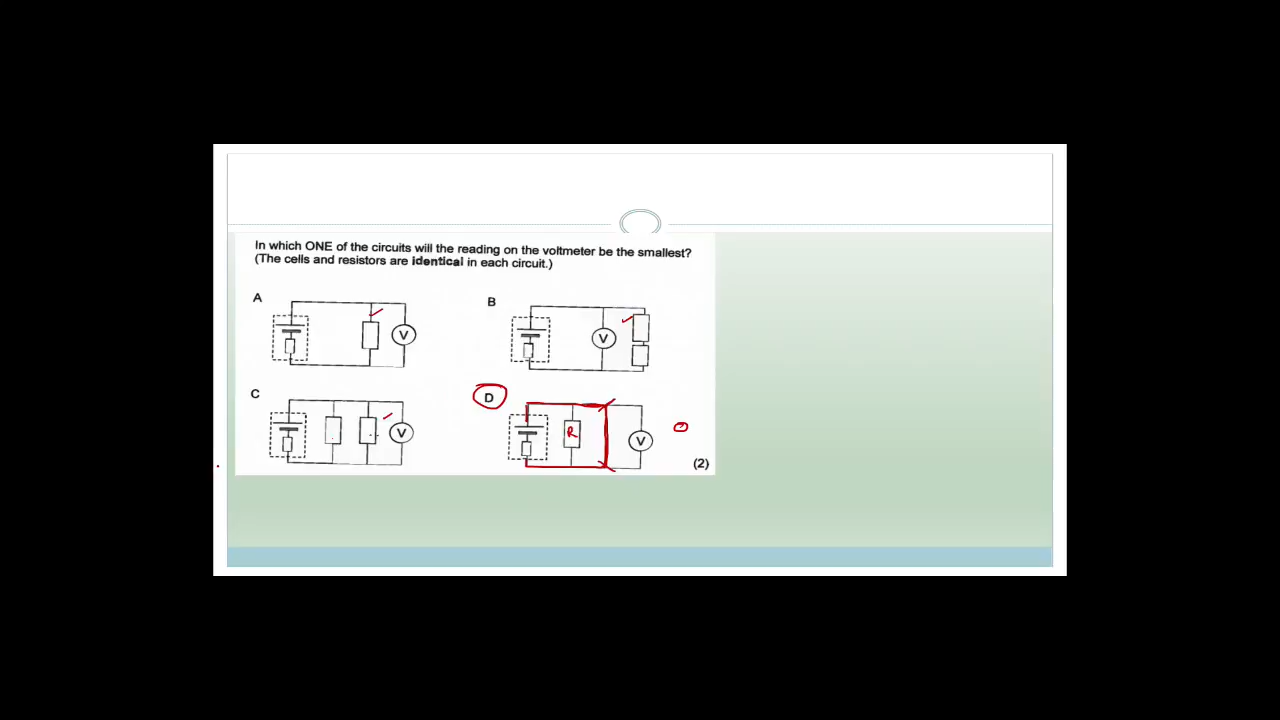 In which ONE of the circuits will the reading on the voltmeter be the smallest?
(The cells and resistors are identical in each circuit.)
A
B
V
V
C
D
V
R
V
0
(2)